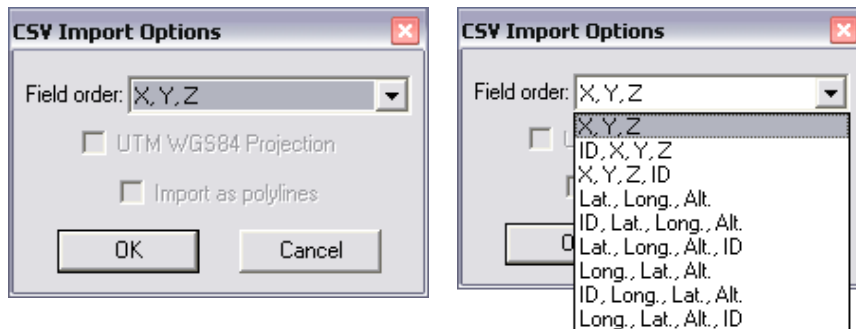 CSV Import Options
Field order: X, Y, Z
UTM WGS84 Projection
Import as polylines
OK Cancel
CSV Import Options
Field order: X, Y, Z
X, Y, Z
ID, X, Y, Z
X, Y, Z, ID
Lat., Long., Alt.
ID, Lat., Long., Alt.
Lat., Long., Alt., ID
Long., Lat., Alt.
ID, Long., Lat., Alt.
Long., Lat., Alt., ID